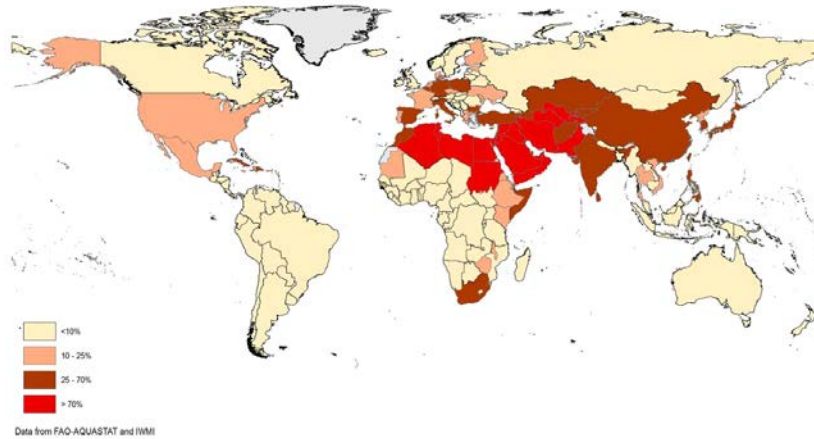 <10%
10 - 25%
25 - 70%
> 70%
Data from FAO-AQUASTAT and IWMI